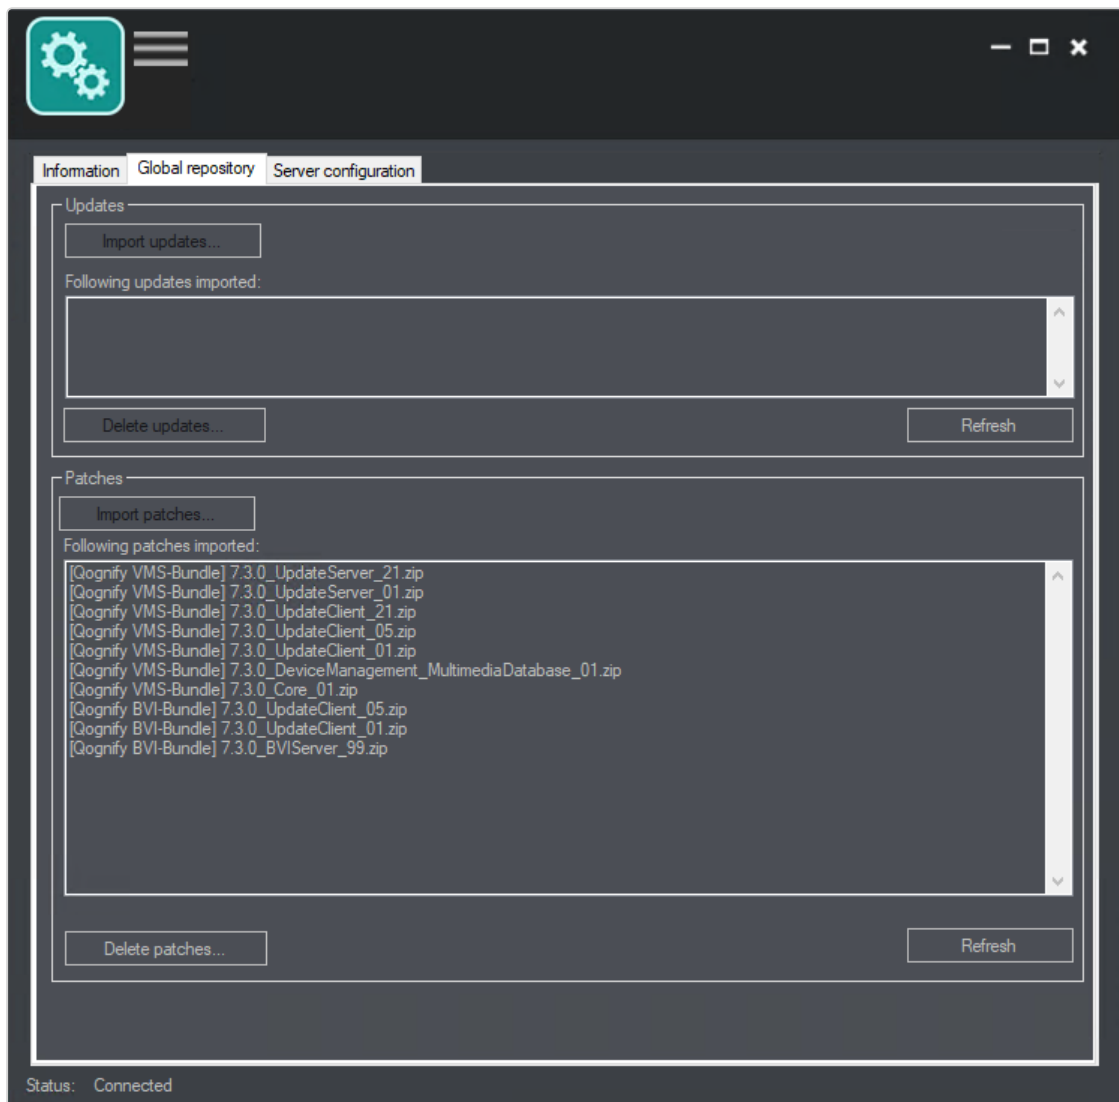 Information
Global repository
Server configuration
Updates
Import updates...
Following updates imported:
Delete updates...
Refresh
Patches
Import patches...
Following patches imported:
[Qognify VMS-Bundle] 7.3.0_UpdateServer_21.zip
[Qognify VMS-Bundle] 7.3.0_UpdateServer_01.zip
[Qognify VMS-Bundle] 7.3.0_UpdateClient_21.zip
[Qognify VMS-Bundle] 7.3.0_UpdateClient_05.zip
[Qognify VMS-Bundle] 7.3.0_UpdateClient_01.zip
[Qognify VMS-Bundle] 7.3.0_DeviceManagement_MultimediaDatabase_01.zip
[Qognify VMS-Bundle] 7.3.0_Core_01.zip
[Qognify BVI-Bundle] 7.3.0_UpdateClient_05.zip
[Qognify BVI-Bundle] 7.3.0_UpdateClient_01.zip
[Qognify BVI-Bundle] 7.3.0_BVIServer_99.zip
Delete patches...
Refresh
Status: Connected